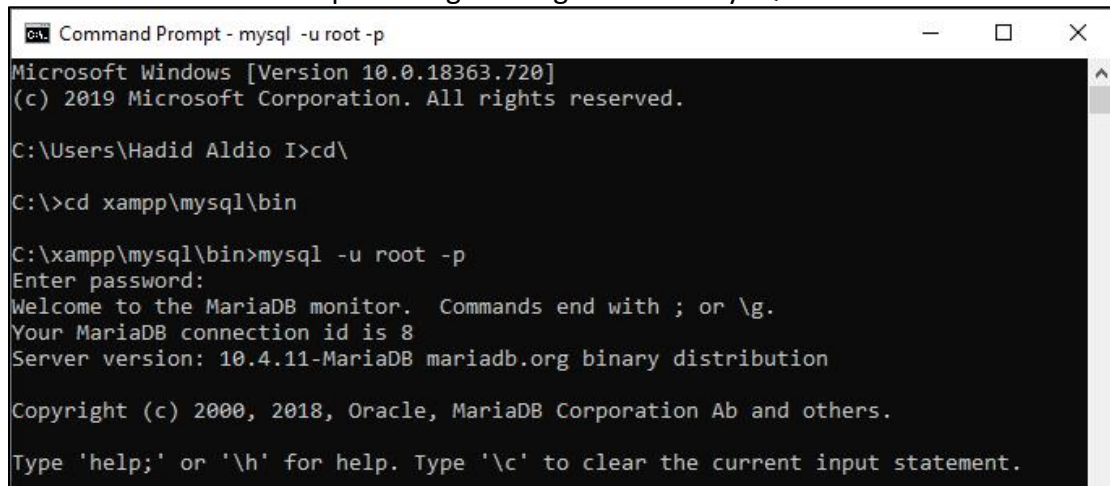 Command Prompt - mysql -u root -p
Microsoft Windows [Version 10.0.18363.720]
(c) 2019 Microsoft Corporation. All rights reserved.
C:\Users\Hadid Aldio I>cd\
C:\>cd xampp\mysql\bin
C:\xampp\mysql\bin>mysql -u root -p
Enter password:
Welcome to the MariaDB monitor.  Commands end with ; or \g.
Your MariaDB connection id is 8
Server version: 10.4.11-MariaDB mariadb.org binary distribution
Copyright (c) 2000, 2018, Oracle, MariaDB Corporation Ab and others.
Type 'help;' or '\h' for help. Type '\c' to clear the current input statement.